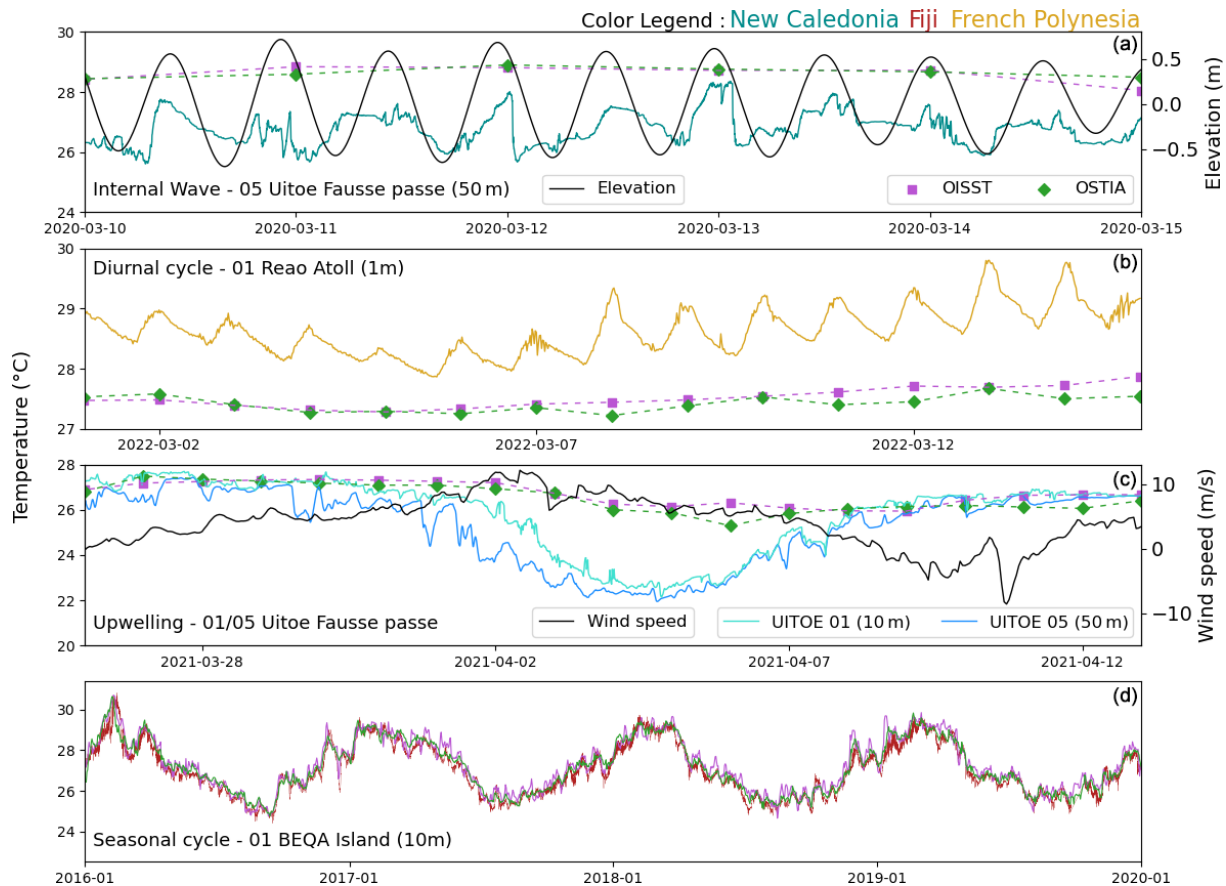 Color Legend : New Caledonia Fiji French Polynesia
(a)
30
28
26
24
0.5
0.0
−0.5
Elevation (m)
Internal Wave - 05 Uitoe Fausse passe (50 m)
Elevation
OISST
OSTIA
2020-03-10
2020-03-11
2020-03-12
2020-03-13
2020-03-14
2020-03-15
Temperature (°C)
30
29
28
27
Diurnal cycle - 01 Reao Atoll (1m)
(b)
2022-03-02
2022-03-07
2022-03-12
28
26
24
22
20
(c)
10
0
−10
Wind speed (m/s)
Upwelling - 01/05 Uitoe Fausse passe
Wind speed
UITOE 01 (10 m)
UITOE 05 (50 m)
2021-03-28
2021-04-02
2021-04-07
2021-04-12
30
28
26
24
(d)
Seasonal cycle - 01 BEQA Island (10m)
2016-01
2017-01
2018-01
2019-01
2020-01